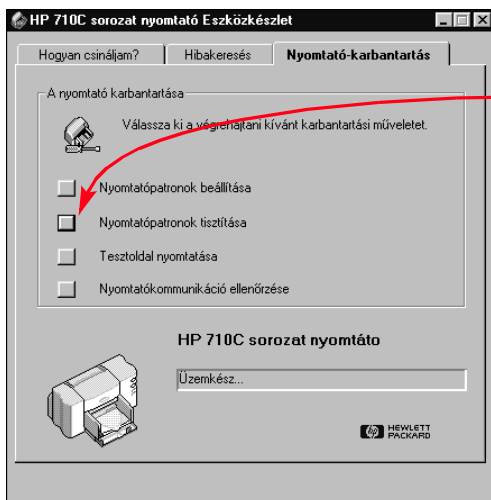 HP 710C sorozat nyomtató Eszközkészlet
Hogyan csináljam?
Hibakeresés
Nyomtató-karbantartás
A nyomtató karbantartása
Válassza ki a végrehajtani kívánt karbantartási műveletet.
Nyomtatópatronok beállítása
Nyomtatópatronok tisztítása
Tesztoldal nyomtatása
Nyomtatókommunikáció ellenőrzése
HP 710C sorozat nyomtáto
Üzemkész...
hp HEWLETT
PACKARD